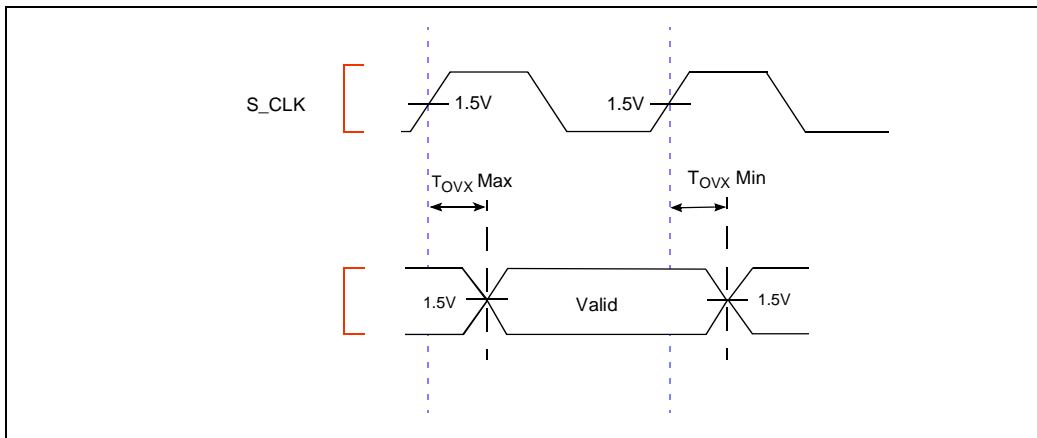 S_CLK
1.5V
1.5V
TOVX Max
TOVX Min
1.5V
Valid
1.5V